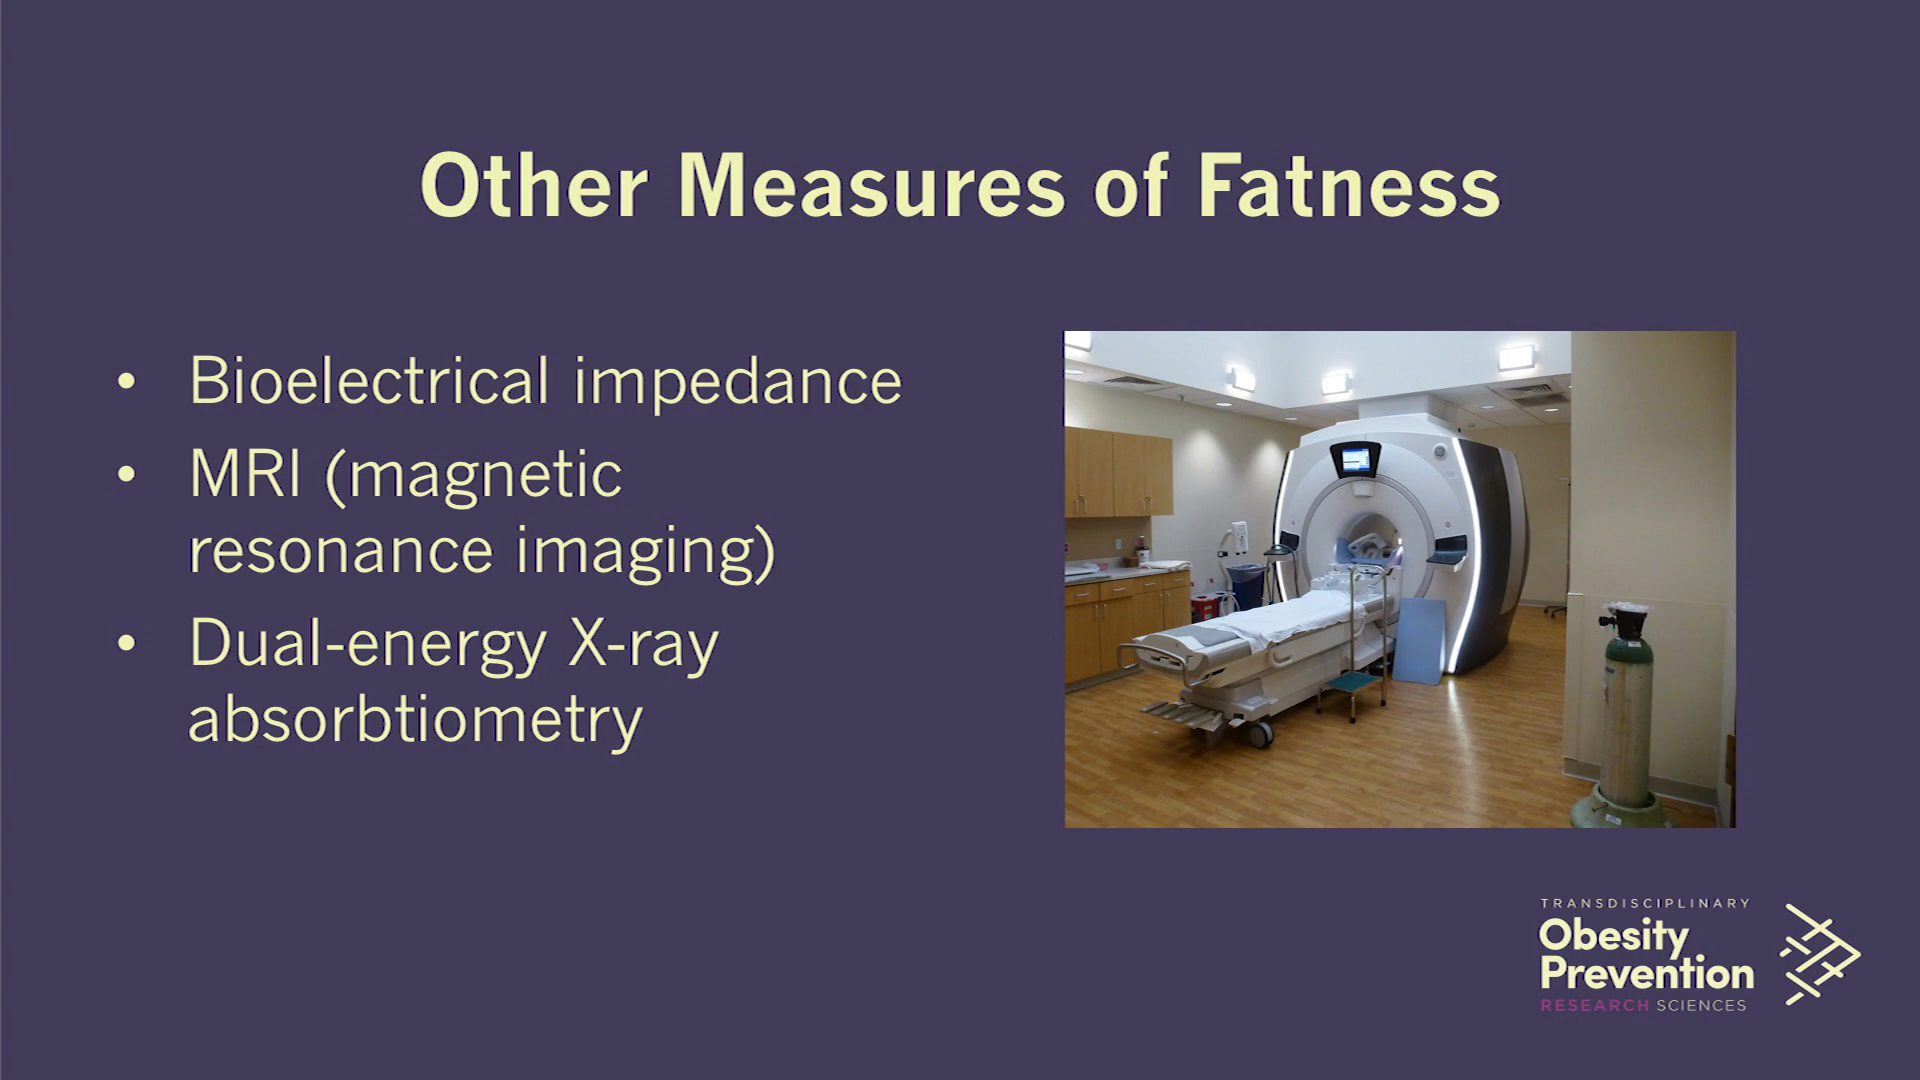 Other Measures of Fatness
• Bioelectrical impedance
• MRI (magnetic
resonance imaging)
• Dual-energy X-ray
absorbtiometry
TRANSDISCIPLINARY
Obesity
Prevention
RESEARCH SCIENCES